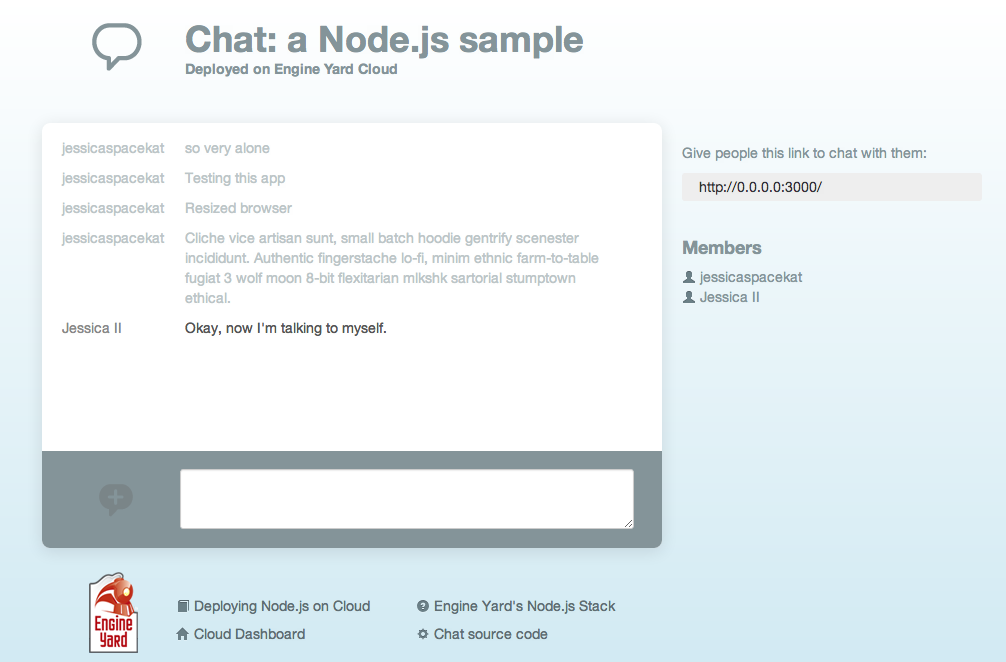 Chat: a Node.js sample
Deployed on Engine Yard Cloud
jessicaspacekat so very alone
jessicaspacekat Testing this app
jessicaspacekat Resized browser
jessicaspacekat Cliche vice artisan sunt, small batch hoodie gentrify scenester
incididunt. Authentic fingerstache lo-fi, minim ethnic farm-to-table
fugiat 3 wolf moon 8-bit flexitarian mlkshk sartorial stumptown
ethical.
Jessica II Okay, now I'm talking to myself.
Give people this link to chat with them:
http://0.0.0.0:3000/
Members
jessicaspacekat
Jessica II
Engine
Yard
Deploying Node.js on Cloud
Engine Yard's Node.js Stack
Cloud Dashboard
Chat source code